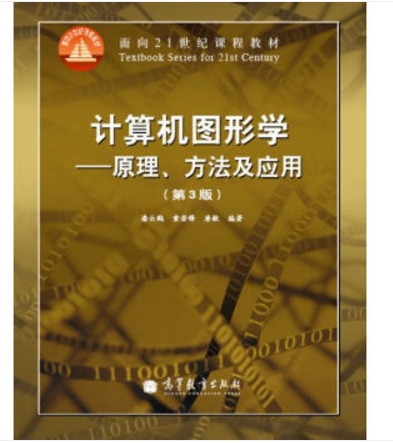 面向21世纪课程教材
Textbook Series for 21st Century
计算机图形学
——原理、方法及应用
(第3版)
潘云鹤 童若锋 唐敏 编著
高等教育出版社